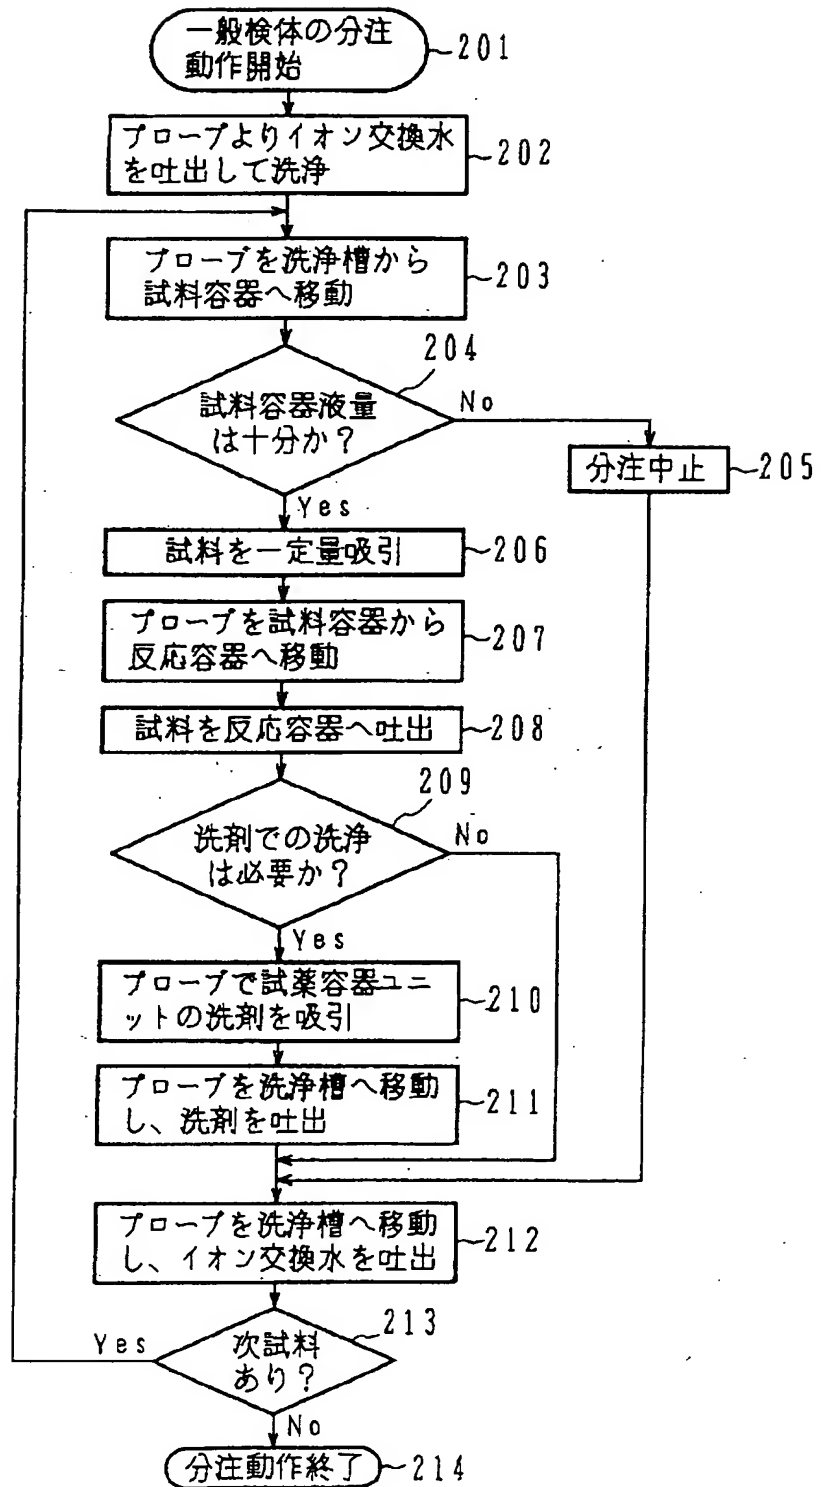 一般検体の分注
動作開始
201
プローブよりイオン交換水
を吐出して洗浄
202
プローブを洗浄槽から
試料容器へ移動
203
204
試料容器液量
は十分か?
No
分注中止
205
Yes
試料を一定量吸引
206
プローブを試料容器から
反応容器へ移動
207
試料を反応容器へ吐出
208
209
洗剤での洗浄
は必要か?
No
Yes
プローブで試薬容器ユニ
ットの洗剤を吸引
210
プローブを洗浄槽へ移動
し、洗剤を吐出
211
プローブを洗浄槽へ移動
し、イオン交換水を吐出
212
213
次試料
あり?
Yes
No
分注動作終了
214